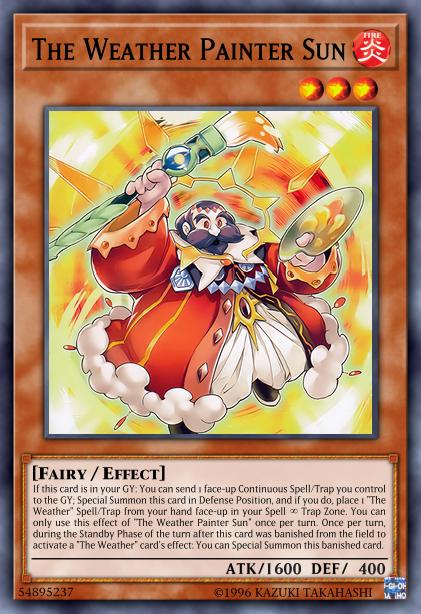 THE WEATHER PAINTER SUN
FIRE
炎
[FAIRY / EFFECT]
If this card is in your GY: You can send 1 face-up Continuous Spell/Trap you control
to the GY; Special Summon this card in Defense Position, and if you do, place 1 "The
Weather" Spell/Trap from your hand face-up in your Spell ∞ Trap Zone. You can
only use this effect of "The Weather Painter Sun" once per turn. Once per turn,
during the Standby Phase of the turn after this card was banished from the field to
activate a "The Weather" card's effect: You can Special Summon this banished card.
ATK/1600 DEF/ 400
54895237
©1996 KAZUKI TAKAHASHI